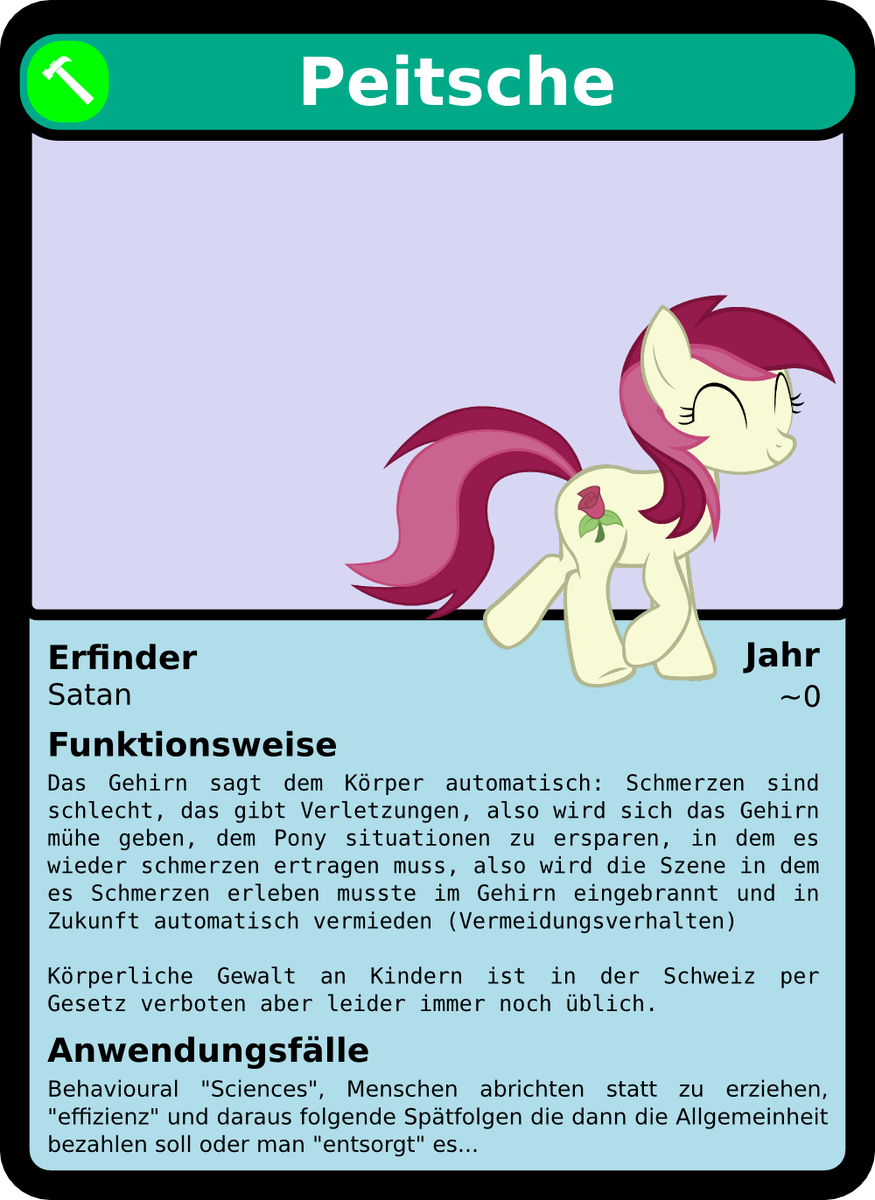 Peitsche
Erfinder
Satan
Jahr
~0
Funktionsweise
Das Gehirn sagt dem Körper automatisch: Schmerzen sind
schlecht, das gibt Verletzungen, also wird sich das Gehirn
mühe geben, dem Pony situationen zu ersparen, in dem es
wieder schmerzen ertragen muss, also wird die Szene in dem
es Schmerzen erleben musste im Gehirn eingebrannt und in
Zukunft automatisch vermieden (Vermeidungsverhalten)
Körperliche Gewalt an Kindern ist in der Schweiz per
Gesetz verboten aber leider immer noch üblich.
Anwendungsfälle
Behavioural "Sciences", Menschen abrichten statt zu erziehen,
"effizienz" und daraus folgende Spätfolgen die dann die Allgemeinheit
bezahlen soll oder man "entsorgt" es...